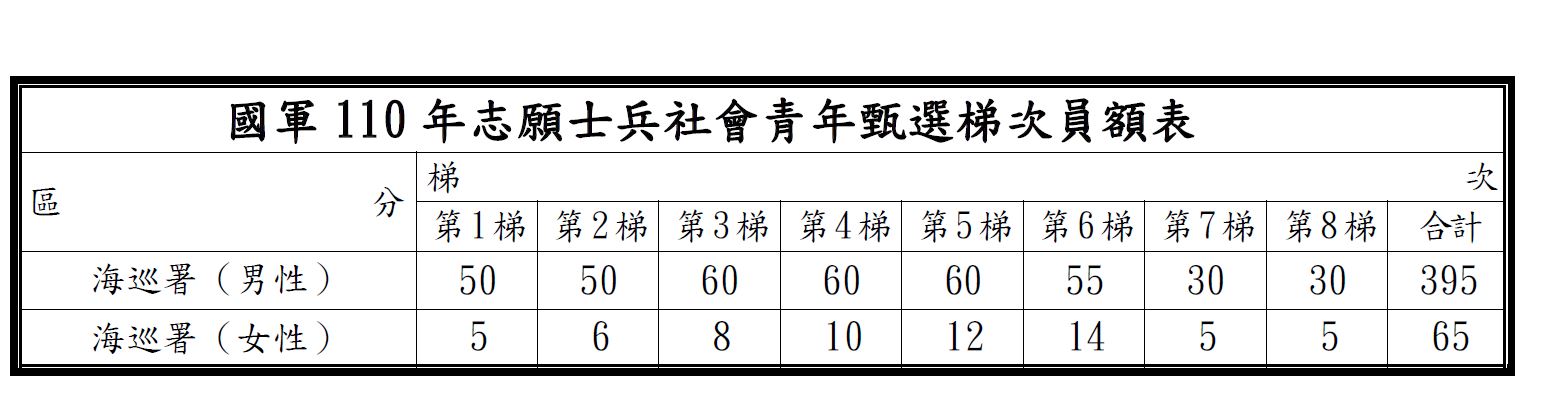 國軍 110 年志願士兵社會青年甄選梯次員額表
區 分 梯 次
第1梯 第2梯 第3梯 第4梯 第5梯 第6梯 第7梯 第8梯 合計
海巡署（男性） 50 50 60 60 60 55 30 30 395
海巡署（女性） 5 6 8 10 12 14 5 5 65